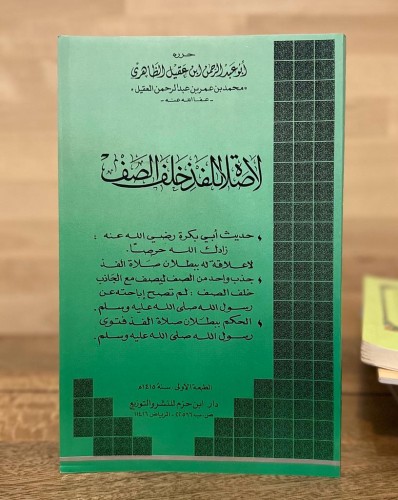 حرره
أبو عبد الرحمن ابن عقيل الظاهري
«محمد بن عمر بن عبد الرحمن العقيل»
- عفا الله عنه -
لا صلاة لفذ خلف الصف
حديث أبي بكرة رضي الله عنه :
زادك الله حرصا.
لا علاقة له ببطلان صلاة الفذ
جذب واحد من الصف ليصف مع الجاذب
خلف الصف : لم تصح إباحته عن
رسول الله صلى الله عليه وسلم.
الحكم ببطلان صلاة الفذ فتوى
رسول الله صلى الله عليه وسلم.
الطبعة الأولى سنة ١٤١٥ه
دار ابن حزم للنشر والتوزيع